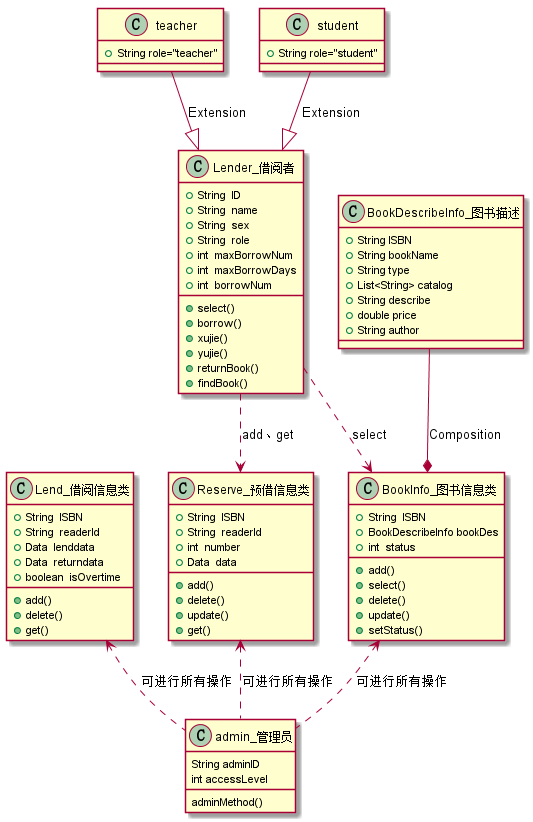 C teacher
String role="teacher"
C student
String role="student"
Extension
Extension
C Lender_借阅者
String ID
String name
String sex
String role
int maxBorrowNum
int maxBorrowDays
int borrowNum
select()
borrow()
xujie()
yujie()
returnBook()
findBook()
C BookDescribeInfo_图书描述
String ISBN
String bookName
String type
List<String> catalog
String describe
double price
String author
add、get
select
Composition
C Lend_借阅信息类
String ISBN
String readerId
Data lenddata
Data returndata
boolean isOvertime
add()
delete()
get()
C Reserve_预借信息类
String ISBN
String readerId
int number
Data data
add()
delete()
update()
get()
C BookInfo_图书信息类
String ISBN
BookDescribeInfo bookDes
int status
add()
select()
delete()
update()
setStatus()
可进行所有操作
可进行所有操作
可进行所有操作
C admin_管理员
String adminID
int accessLevel
adminMethod()